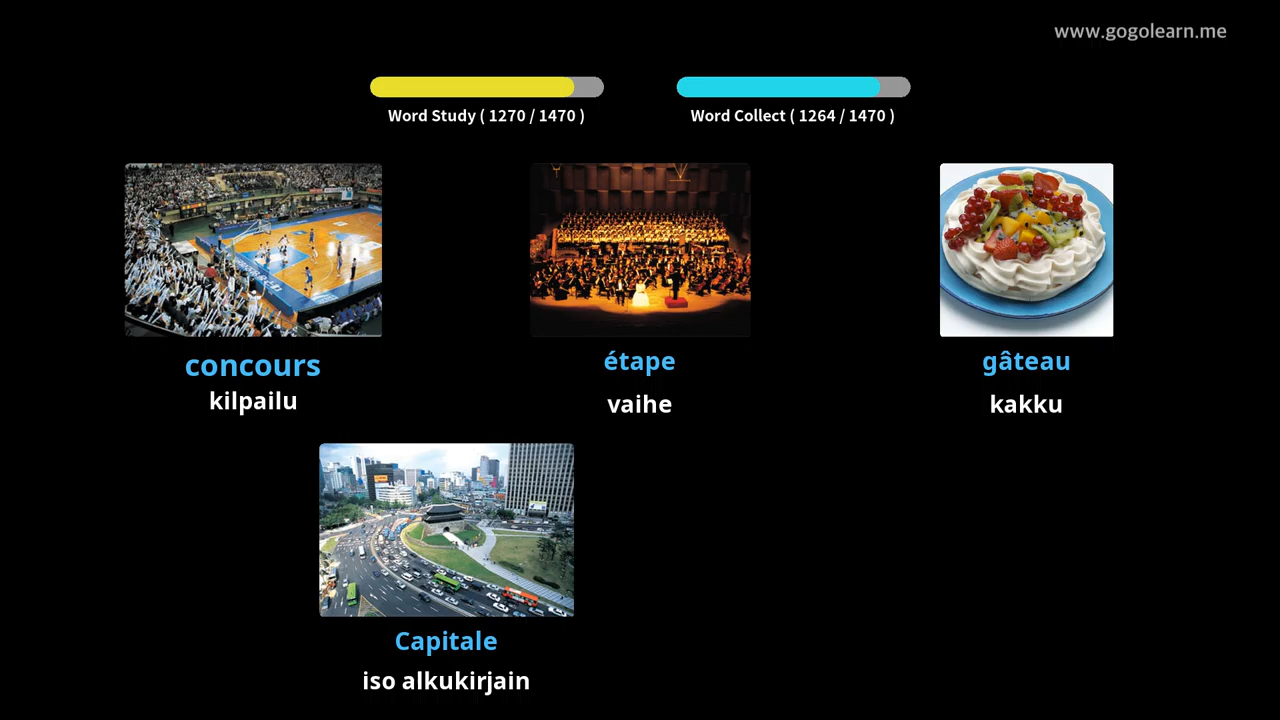 www.gogolearn.me
Word Study ( 1270 / 1470 )
Word Collect ( 1264 / 1470 )
concours
kilpailu
étape
vaihe
gâteau
kakku
Capitale
iso alkukirjain